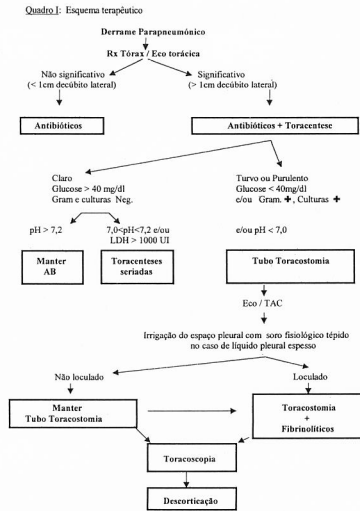 Quadro I: Esquema terapêutico
Derrame Parapneumónico
Rx Tórax / Eco torácica
Não significativo
(< 1cm decúbito lateral)
Significativo
(> 1cm decúbito lateral)
Antibióticos
Antibióticos + Toracentese
Claro
Glucose > 40 mg/dl
Gram e culturas Neg.
Turvo ou Purulento
Glucose < 40mg/dl
e/ou Gram. +, Culturas +
pH > 7,2
7,0<pH<7,2 e/ou
LDH > 1000 UI
e/ou pH < 7,0
Manter
AB
Toracenteses
seriadas
Tubo Toracostomia
Eco / TAC
Irrigação do espaço pleural com soro fisiológico tépido
no caso de líquido pleural espesso
Não loculado
Loculado
Manter
Tubo Toracostomia
Toracostomia
+
Fibrinolíticos
Toracoscopia
Descorticação